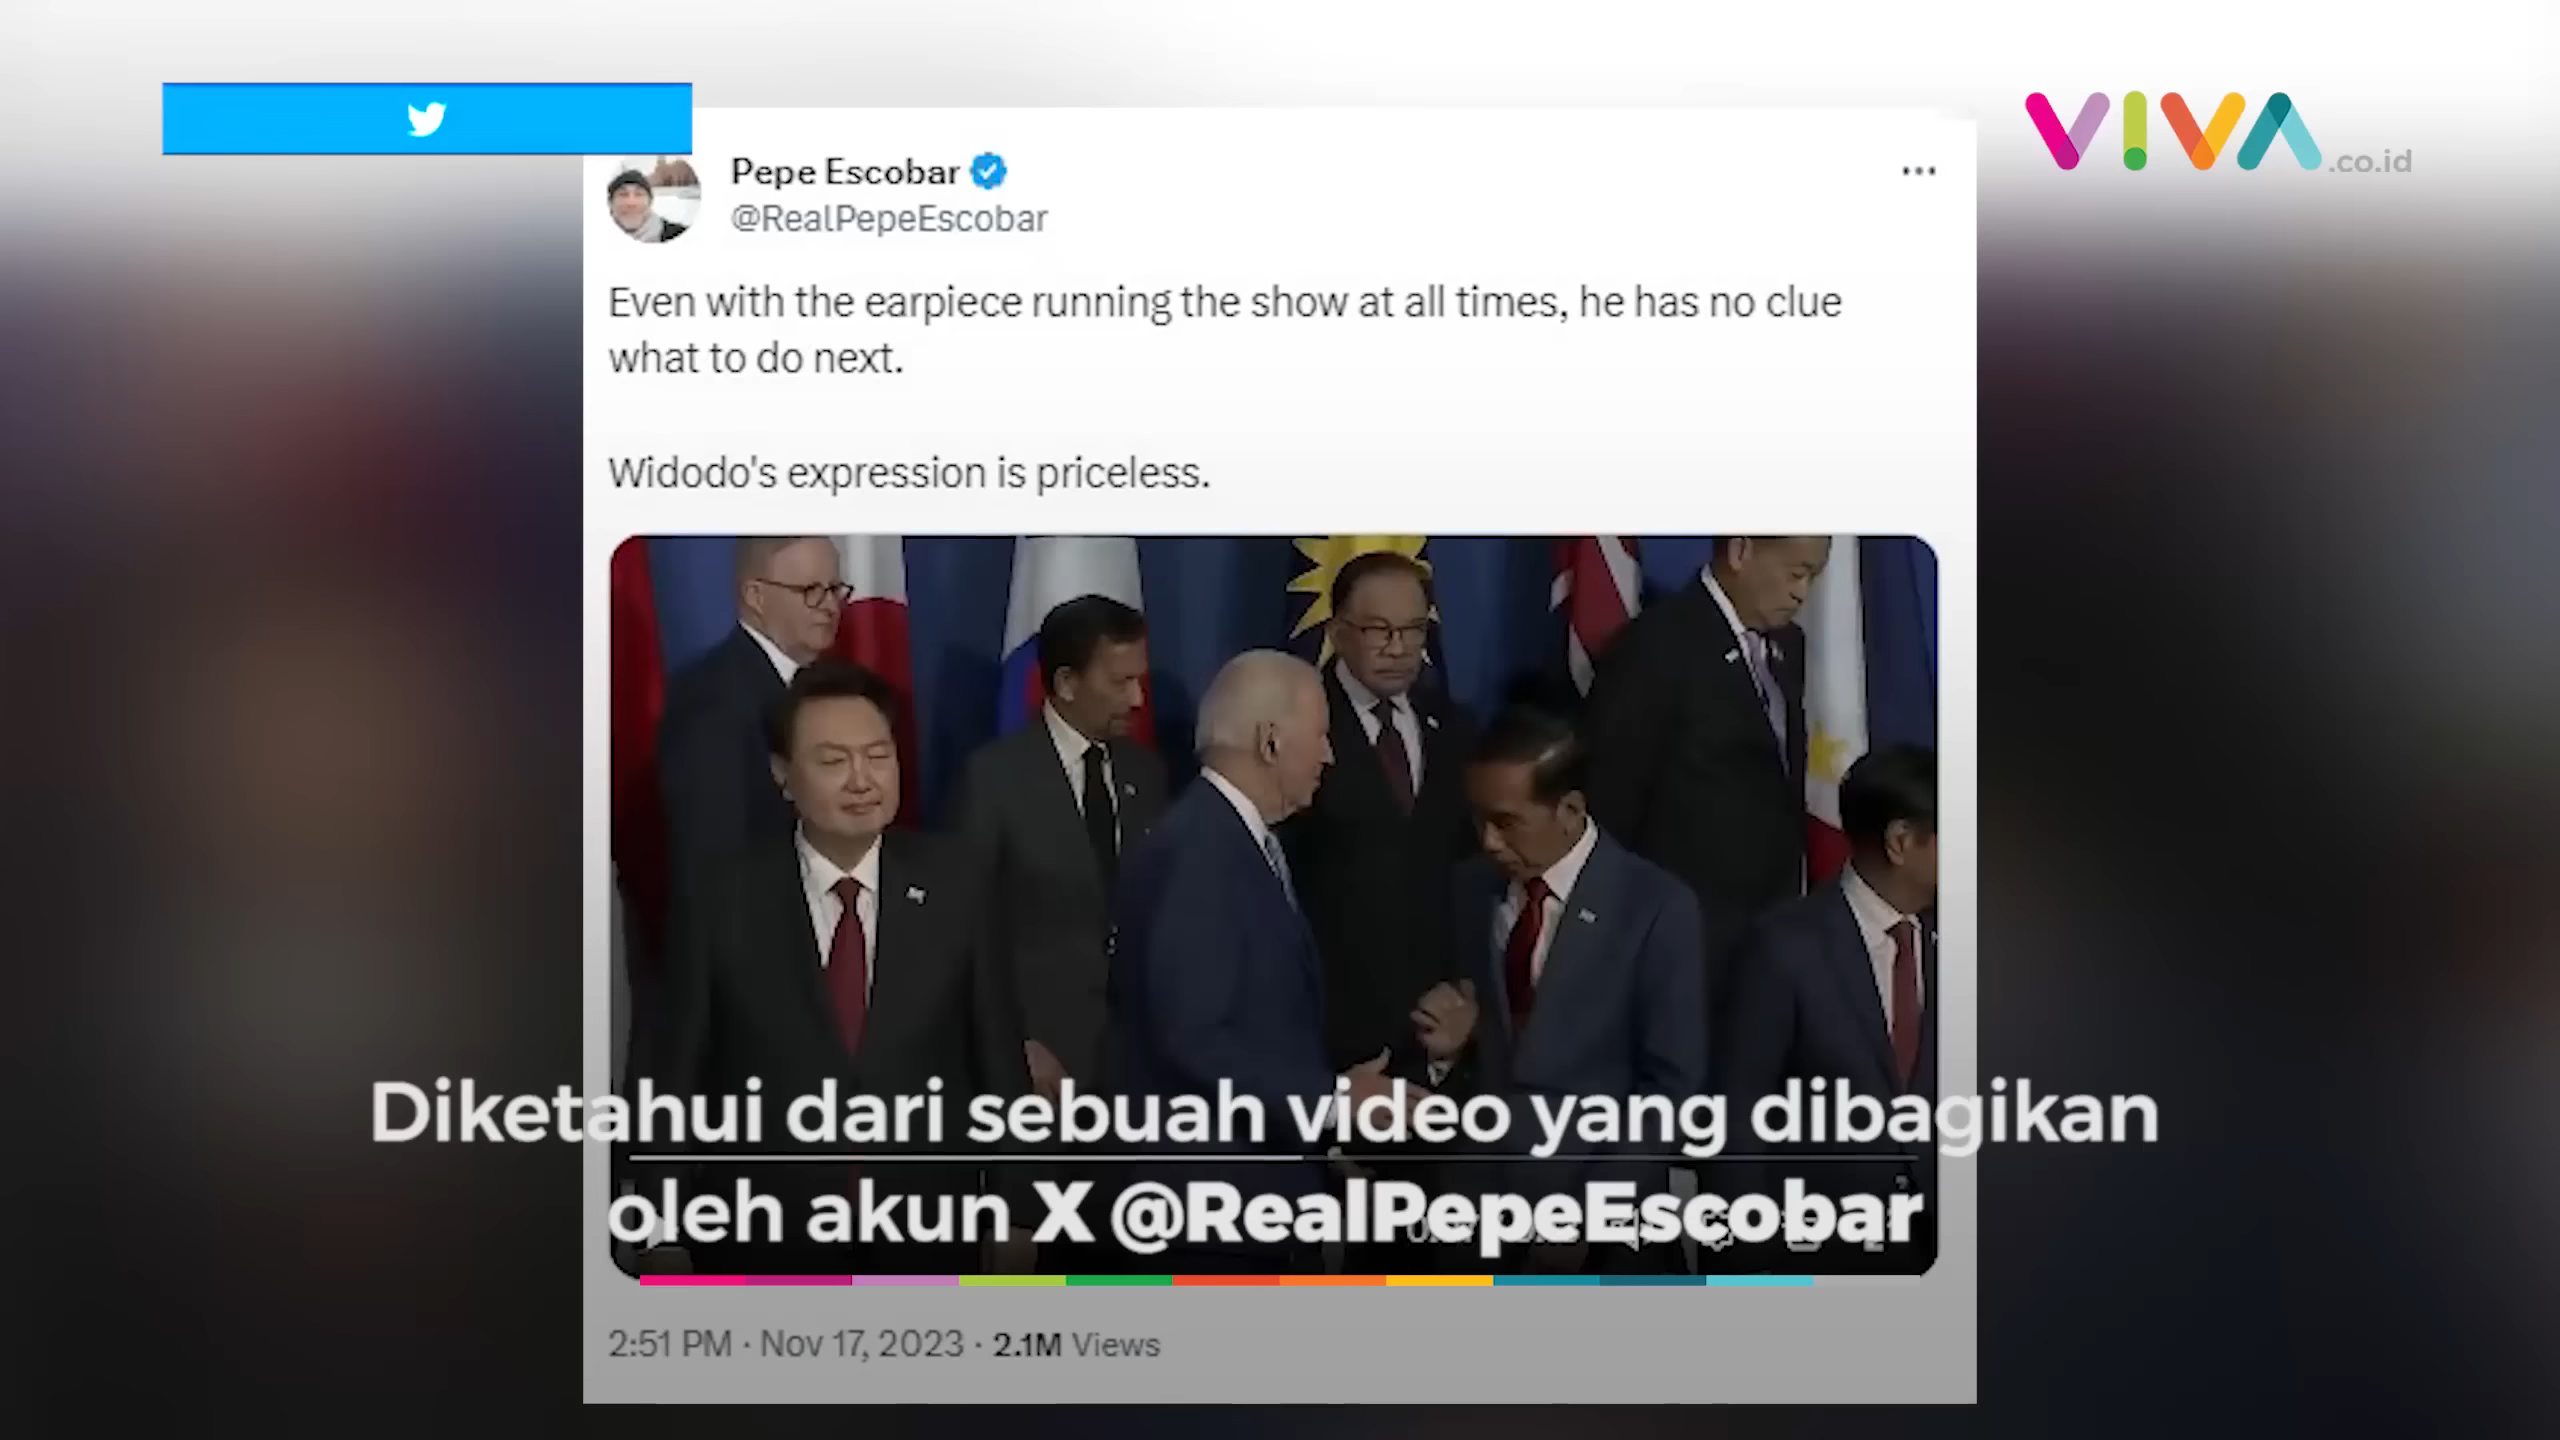 VIVA.co.id
Pepe Escobar
@RealPepeEscobar
Even with the earpiece running the show at all times, he has no clue
what to do next.
Widodo's expression is priceless.
Diketahui dari sebuah video yang dibagikan
oleh akun X @RealPepeEscobar
2:51 PM · Nov 17, 2023 · 2.1M Views